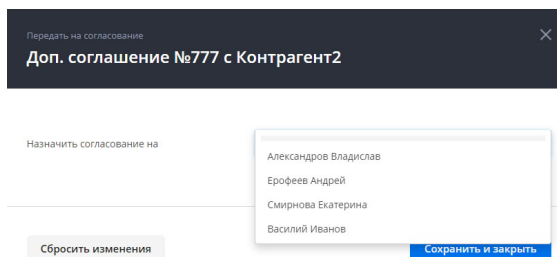 Передать на согласование
Доп. соглашение №777 с Контрагент2
Назначить согласование на
Александров Владислав
Ерофеев Андрей
Смирнова Екатерина
Василий Иванов
Сбросить изменения
Сохранить и закрыть